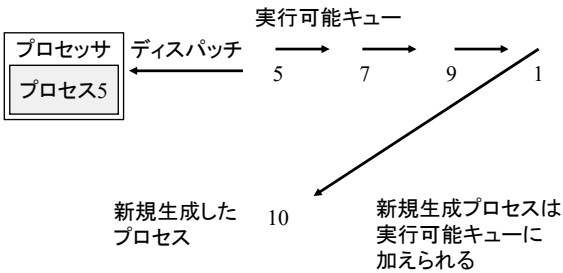 実行可能キュー
プロセッサ ディスパッチ
プロセス5
5 7 9 1
新規生成した
プロセス
10
新規生成プロセスは
実行可能キューに
加えられる